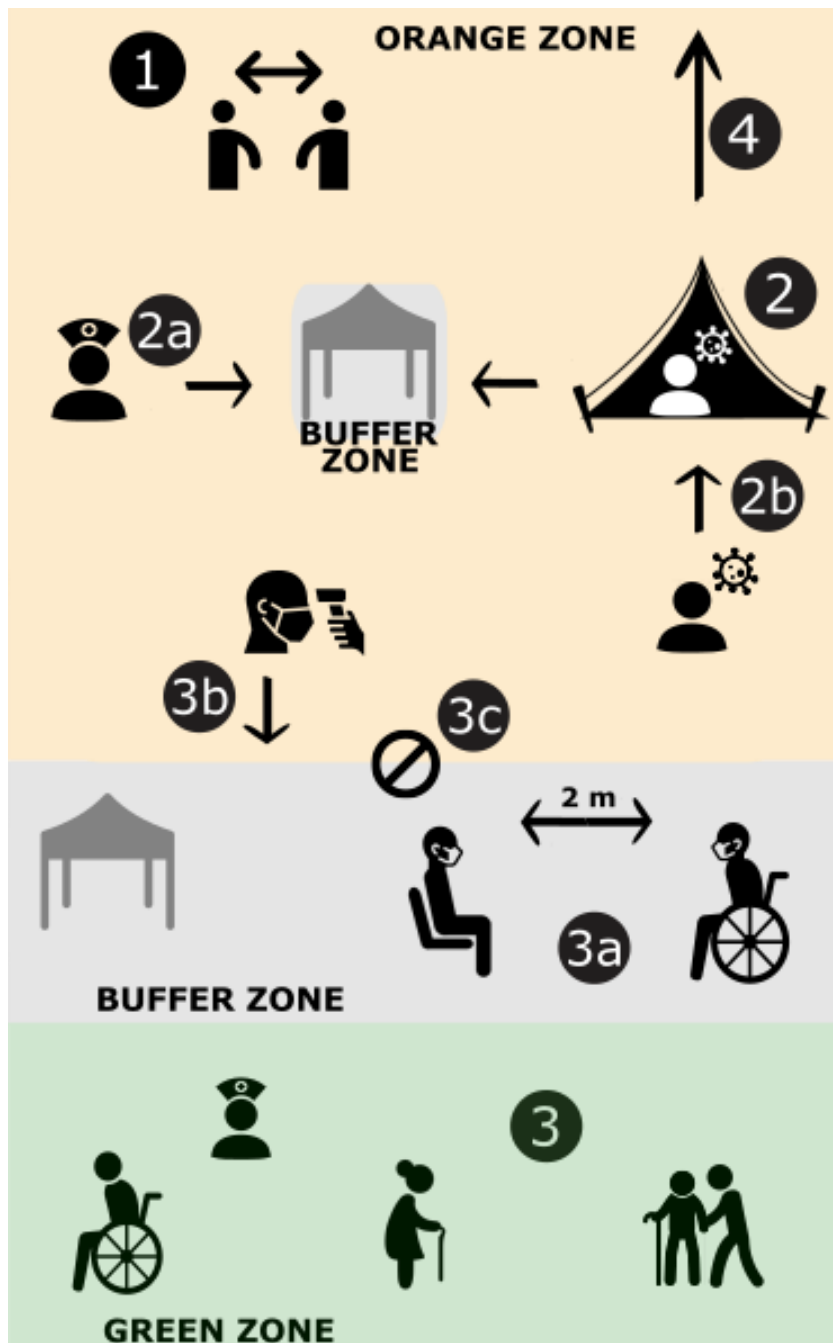 ORANGE ZONE
1
4
2
2a
BUFFER
ZONE
2b
3b
3c
2 m
3a
BUFFER ZONE
3
GREEN ZONE